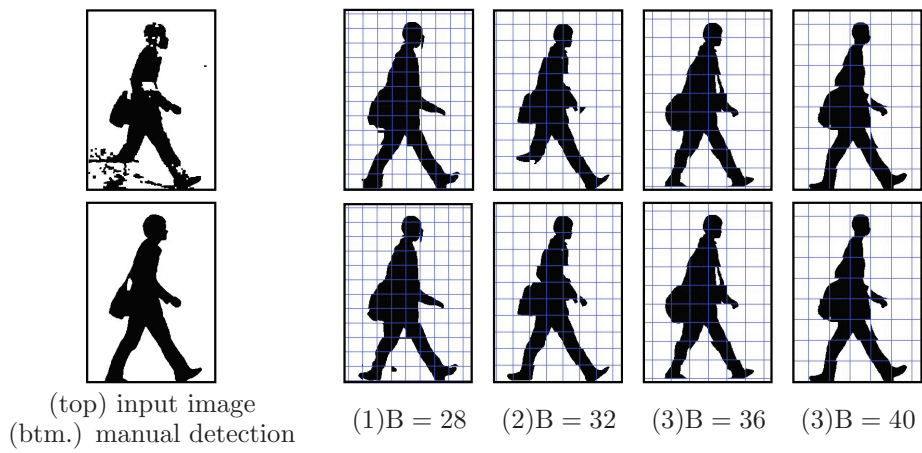 (top) input image
(btm.) manual detection
(1)B = 28
(2)B = 32
(3)B = 36
(3)B = 40